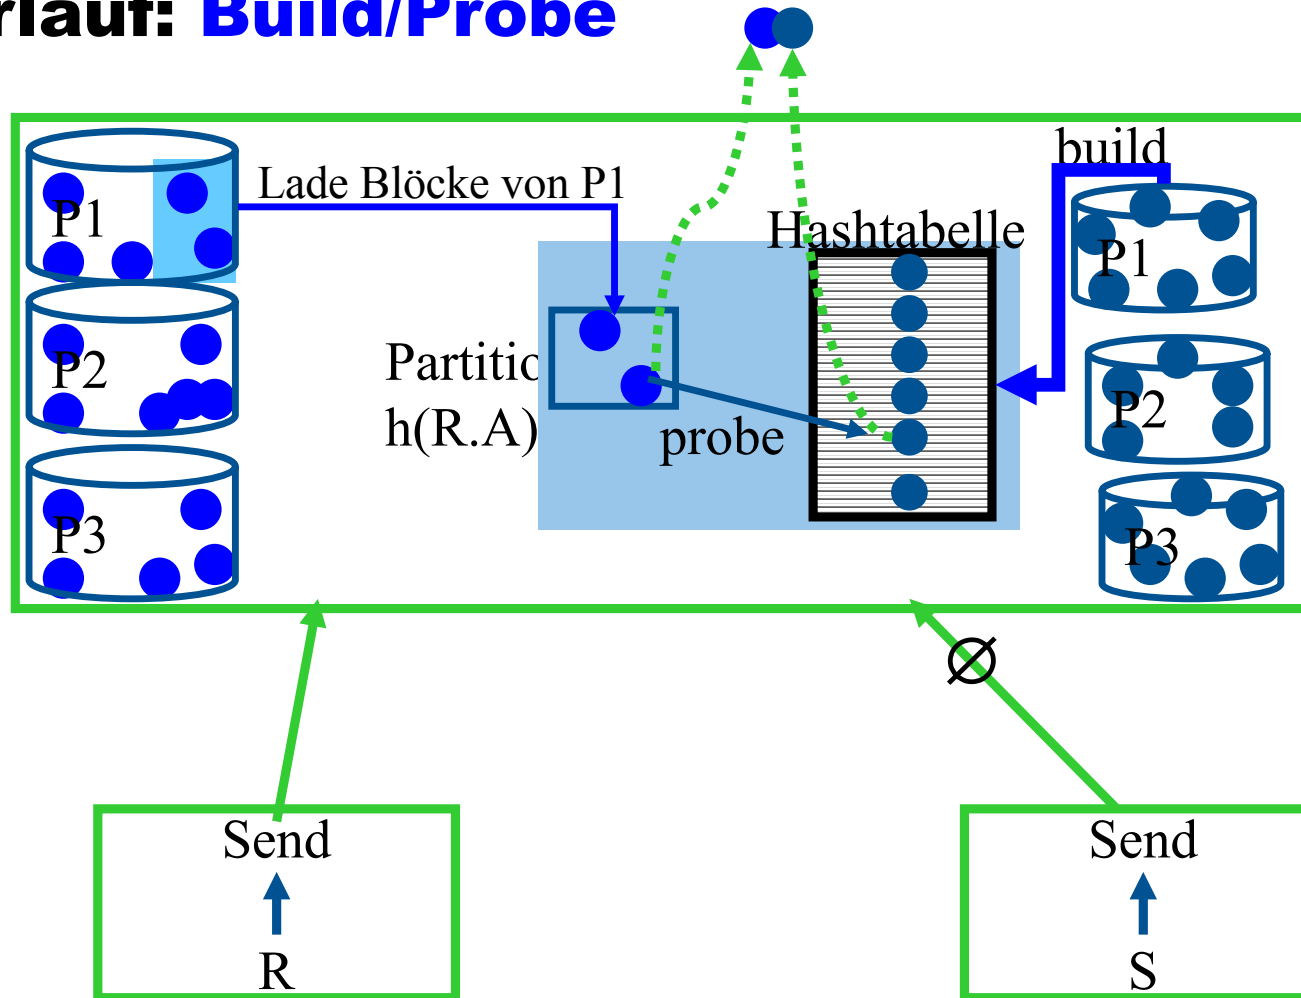 rlauf: Build/Probe
build
Lade Blöcke von P1
P1
Hashtabelle
P1
P2
Partitio
h(R.A)
probe
P2
P3
P3
Send
R
Send
S